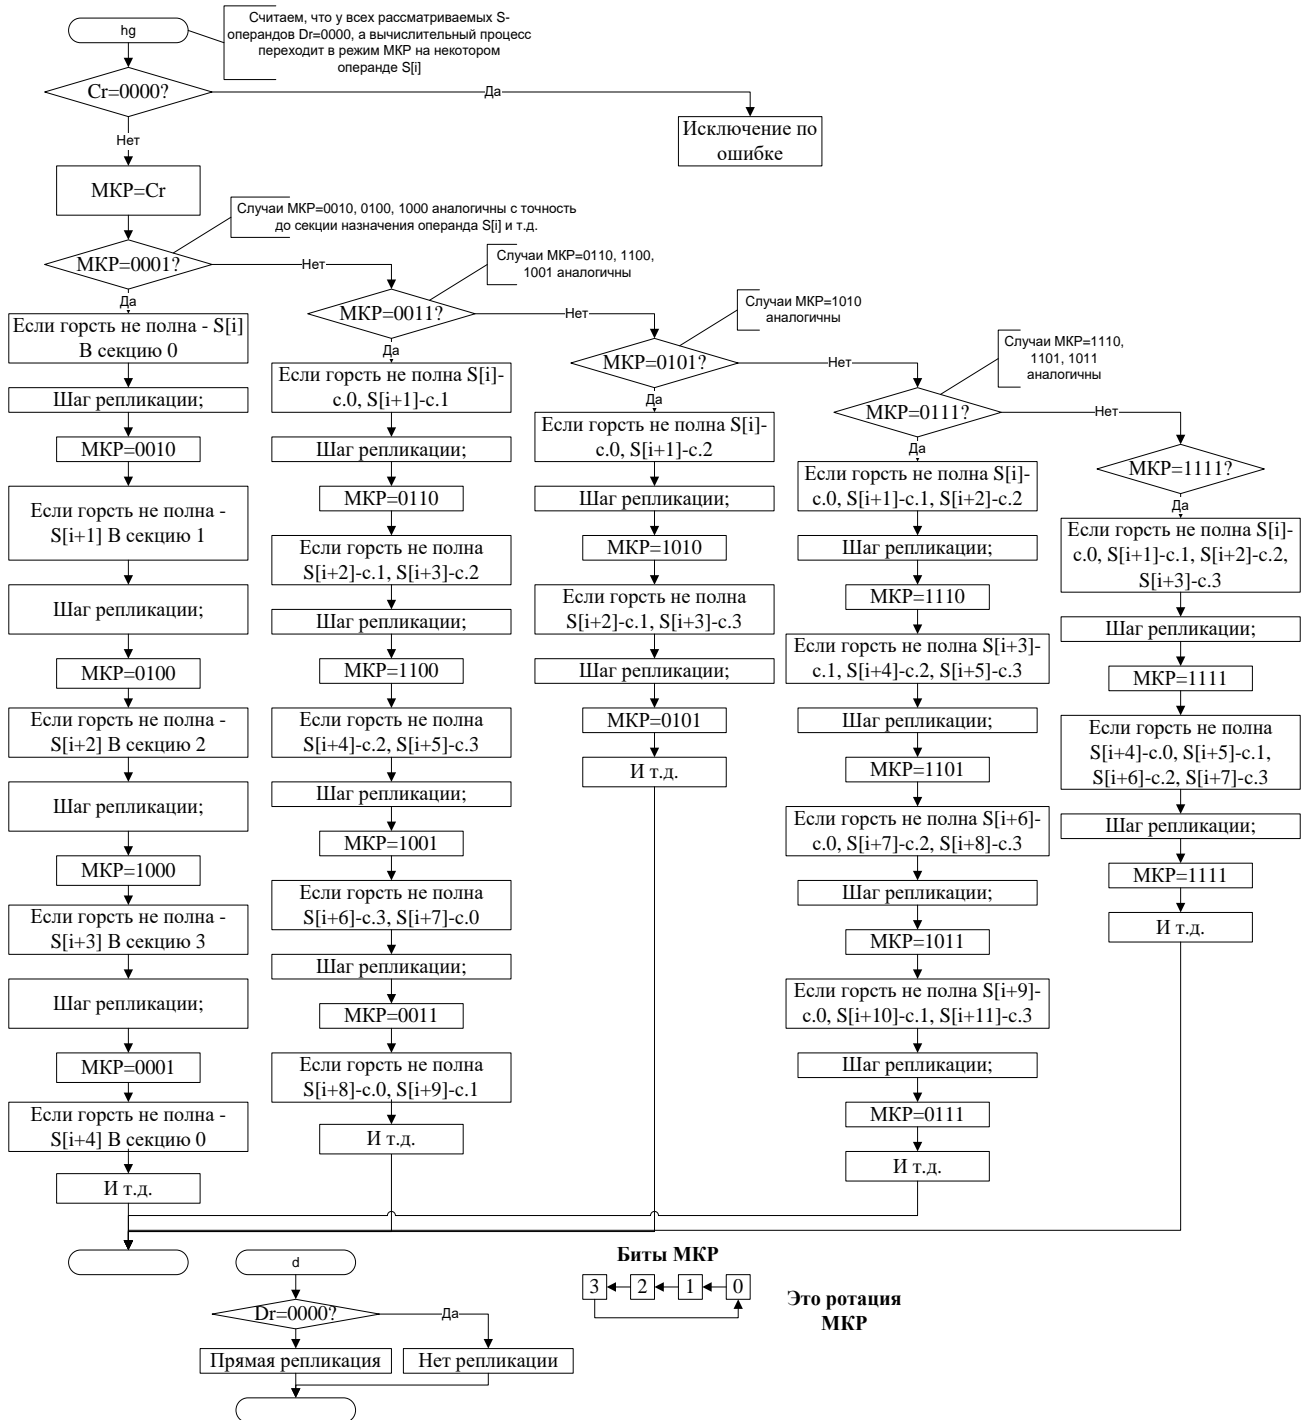 hg
Считаем, что у всех рассматриваемых S-
операндов Dr=0000, а вычислительный процесс
переходит в режим МКР на некотором
операнде S[i]
Cr=0000?
Да
Исключение по
ошибке
Нет
МКР=Cr
Случаи МКР=0010, 0100, 1000 аналогичны с точность
до секции назначения операнда S[i] и т.д.
МКР=0001?
Нет
Да
Если горсть не полна - S[i]
В секцию 0
Шаг репликации;
МКР=0010
Если горсть не полна -
S[i+1] В секцию 1
Шаг репликации;
МКР=0100
Если горсть не полна -
S[i+2] В секцию 2
Шаг репликации;
МКР=1000
Если горсть не полна -
S[i+3] В секцию 3
Шаг репликации;
МКР=0001
Если горсть не полна -
S[i+4] В секцию 0
И т.д.
Случаи МКР=0110, 1100,
1001 аналогичны
МКР=0011?
Нет
Да
Если горсть не полна S[i]-
с.0, S[i+1]-с.1
Шаг репликации;
МКР=0110
Если горсть не полна
S[i+2]-с.1, S[i+3]-с.2
Шаг репликации;
МКР=1100
Если горсть не полна
S[i+4]-с.2, S[i+5]-с.3
Шаг репликации;
МКР=1001
Если горсть не полна
S[i+6]-с.3, S[i+7]-с.0
Шаг репликации;
МКР=0011
Если горсть не полна
S[i+8]-с.0, S[i+9]-с.1
И т.д.
Случаи МКР=1010
аналогичны
МКР=0101?
Нет
Да
Если горсть не полна S[i]-
с.0, S[i+1]-с.2
Шаг репликации;
МКР=1010
Если горсть не полна
S[i+2]-с.1, S[i+3]-с.3
Шаг репликации;
МКР=0101
И т.д.
Случаи МКР=1110,
1101, 1011
аналогичны
МКР=0111?
Нет
Да
Если горсть не полна S[i]-
с.0, S[i+1]-с.1, S[i+2]-с.2
Шаг репликации;
МКР=1110
Если горсть не полна S[i+3]-
с.1, S[i+4]-с.2, S[i+5]-с.3
Шаг репликации;
МКР=1101
Если горсть не полна S[i+6]-
с.0, S[i+7]-с.2, S[i+8]-с.3
Шаг репликации;
МКР=1011
Если горсть не полна S[i+9]-
с.0, S[i+10]-с.1, S[i+11]-с.3
Шаг репликации;
МКР=0111
И т.д.
МКР=1111?
Да
Если горсть не полна S[i]-
с.0, S[i+1]-с.1, S[i+2]-с.2,
S[i+3]-с.3
Шаг репликации;
МКР=1111
Если горсть не полна
S[i+4]-с.0, S[i+5]-с.1,
S[i+6]-с.2, S[i+7]-с.3
Шаг репликации;
МКР=1111
И т.д.
d
Dr=0000?
Да
Прямая репликация
Нет репликации
Биты МКР
3 2 1 0
Это ротация
МКР